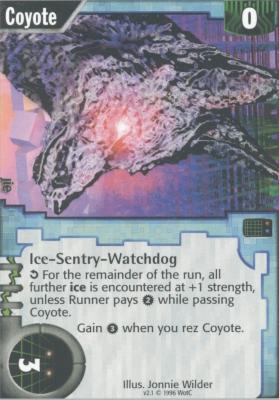 Coyote
0
Ice-Sentry-Watchdog
For the remainder of the run, all
further ice is encountered at +1 strength,
unless Runner pays 2 while passing
Coyote.
Gain 3 when you rez Coyote.
3
Illus. Jonnie Wilder
v2.1 © 1996 WotC